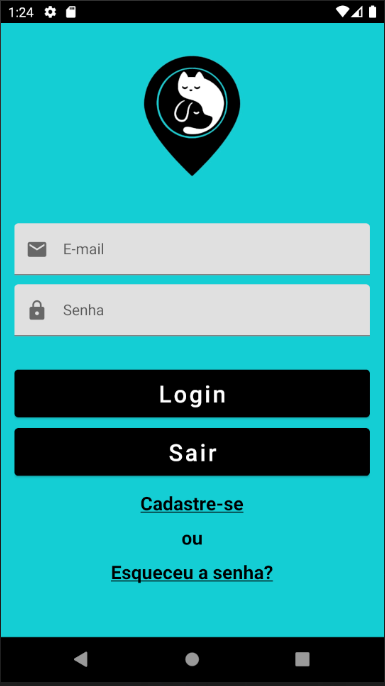 1:24
E-mail
Senha
Login
Sair
Cadastre-se
ou
Esqueceu a senha?